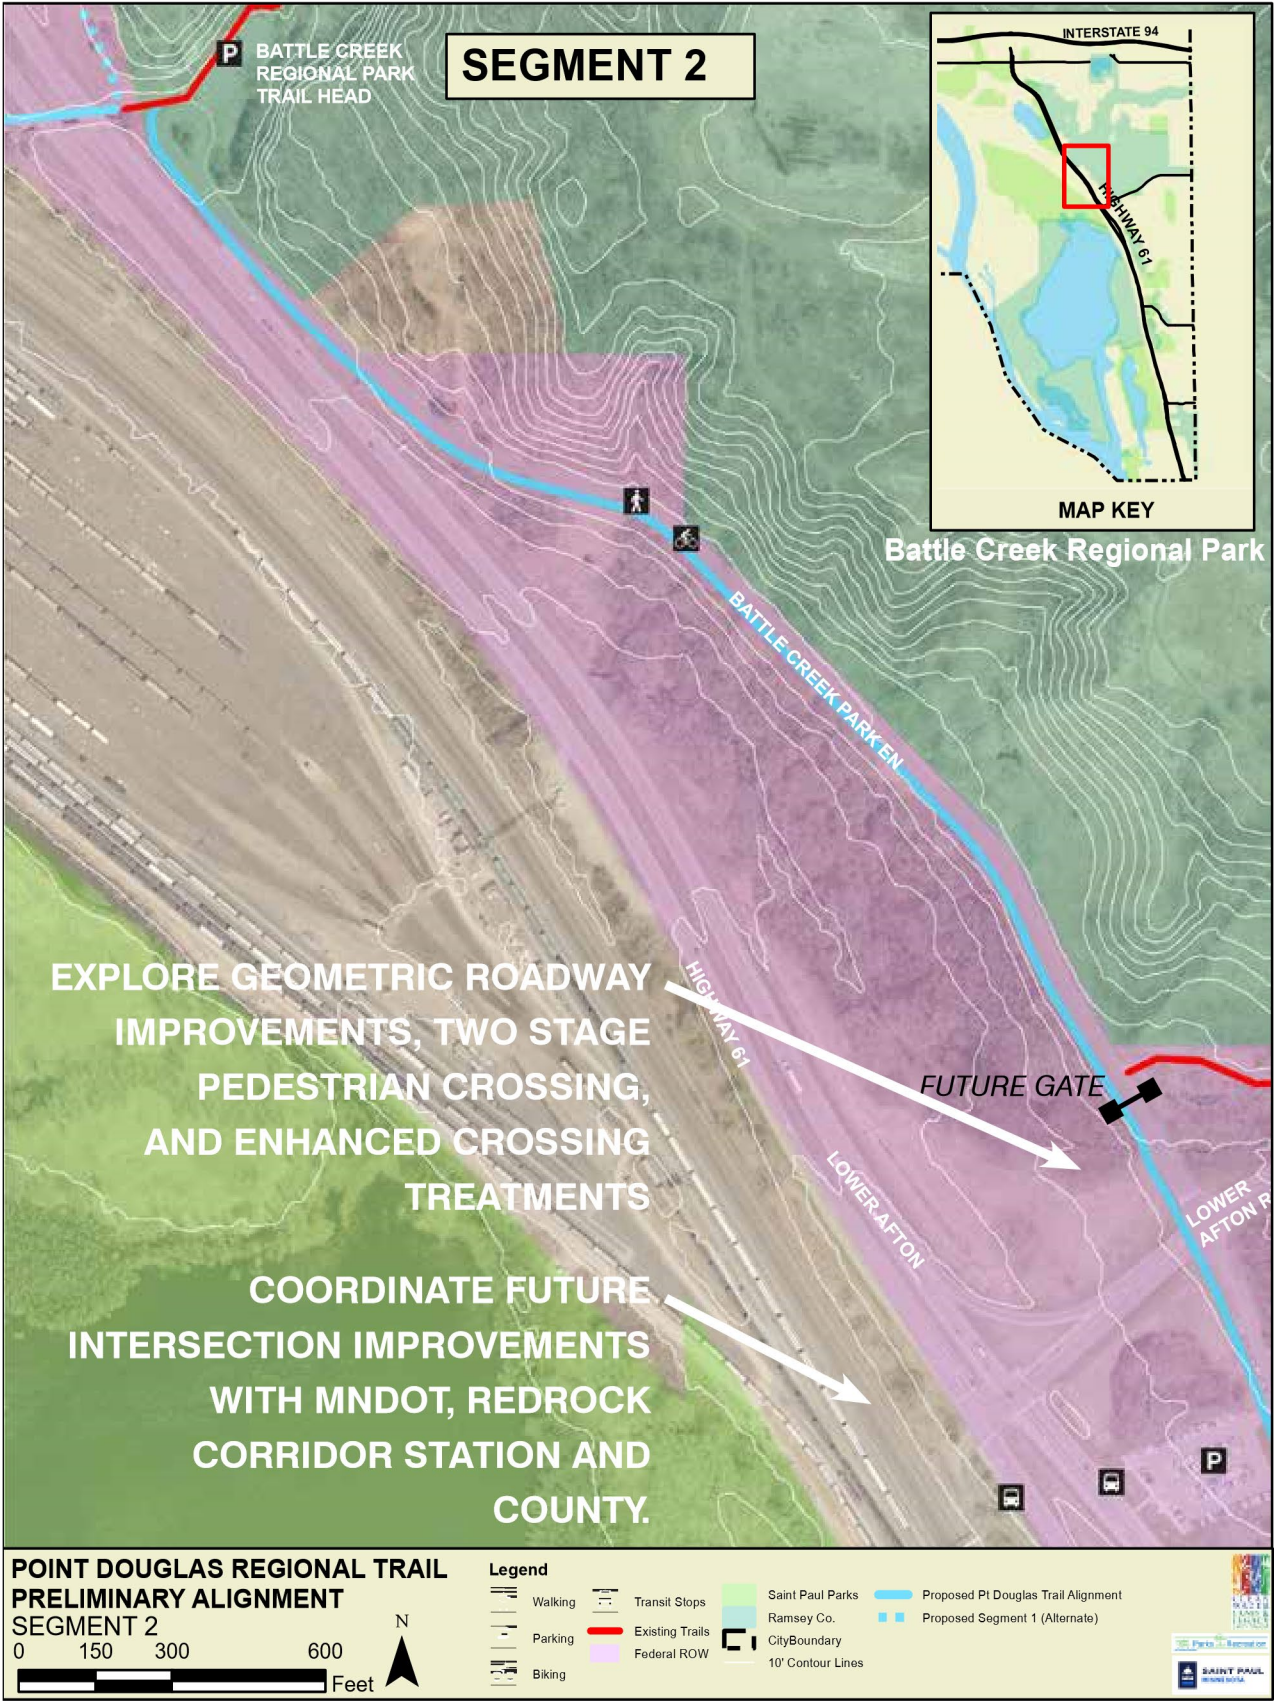 BATTLE CREEK
REGIONAL PARK
TRAIL HEAD
P
SEGMENT 2
INTERSTATE 94
HIGHWAY 61
MAP KEY
Battle Creek Regional Park
BATTLE CREEK PARK EN
EXPLORE GEOMETRIC ROADWAY
IMPROVEMENTS, TWO STAGE
PEDESTRIAN CROSSING,
AND ENHANCED CROSSING
TREATMENTS
HIGHWAY 61
FUTURE GATE
LOWER AFTON
LOWER
AFTON R
COORDINATE FUTURE
INTERSECTION IMPROVEMENTS
WITH MNDOT, REDROCK
CORRIDOR STATION AND
COUNTY.
P
POINT DOUGLAS REGIONAL TRAIL
PRELIMINARY ALIGNMENT
SEGMENT 2
0 150 300 600
Feet
N
Legend
Walking
Parking
Biking
Transit Stops
Existing Trails
Federal ROW
Saint Paul Parks
Ramsey Co.
CityBoundary
10' Contour Lines
Proposed Pt Douglas Trail Alignment
Proposed Segment 1 (Alternate)
Parks Recreation
SAINT PAUL
MINNESOTA